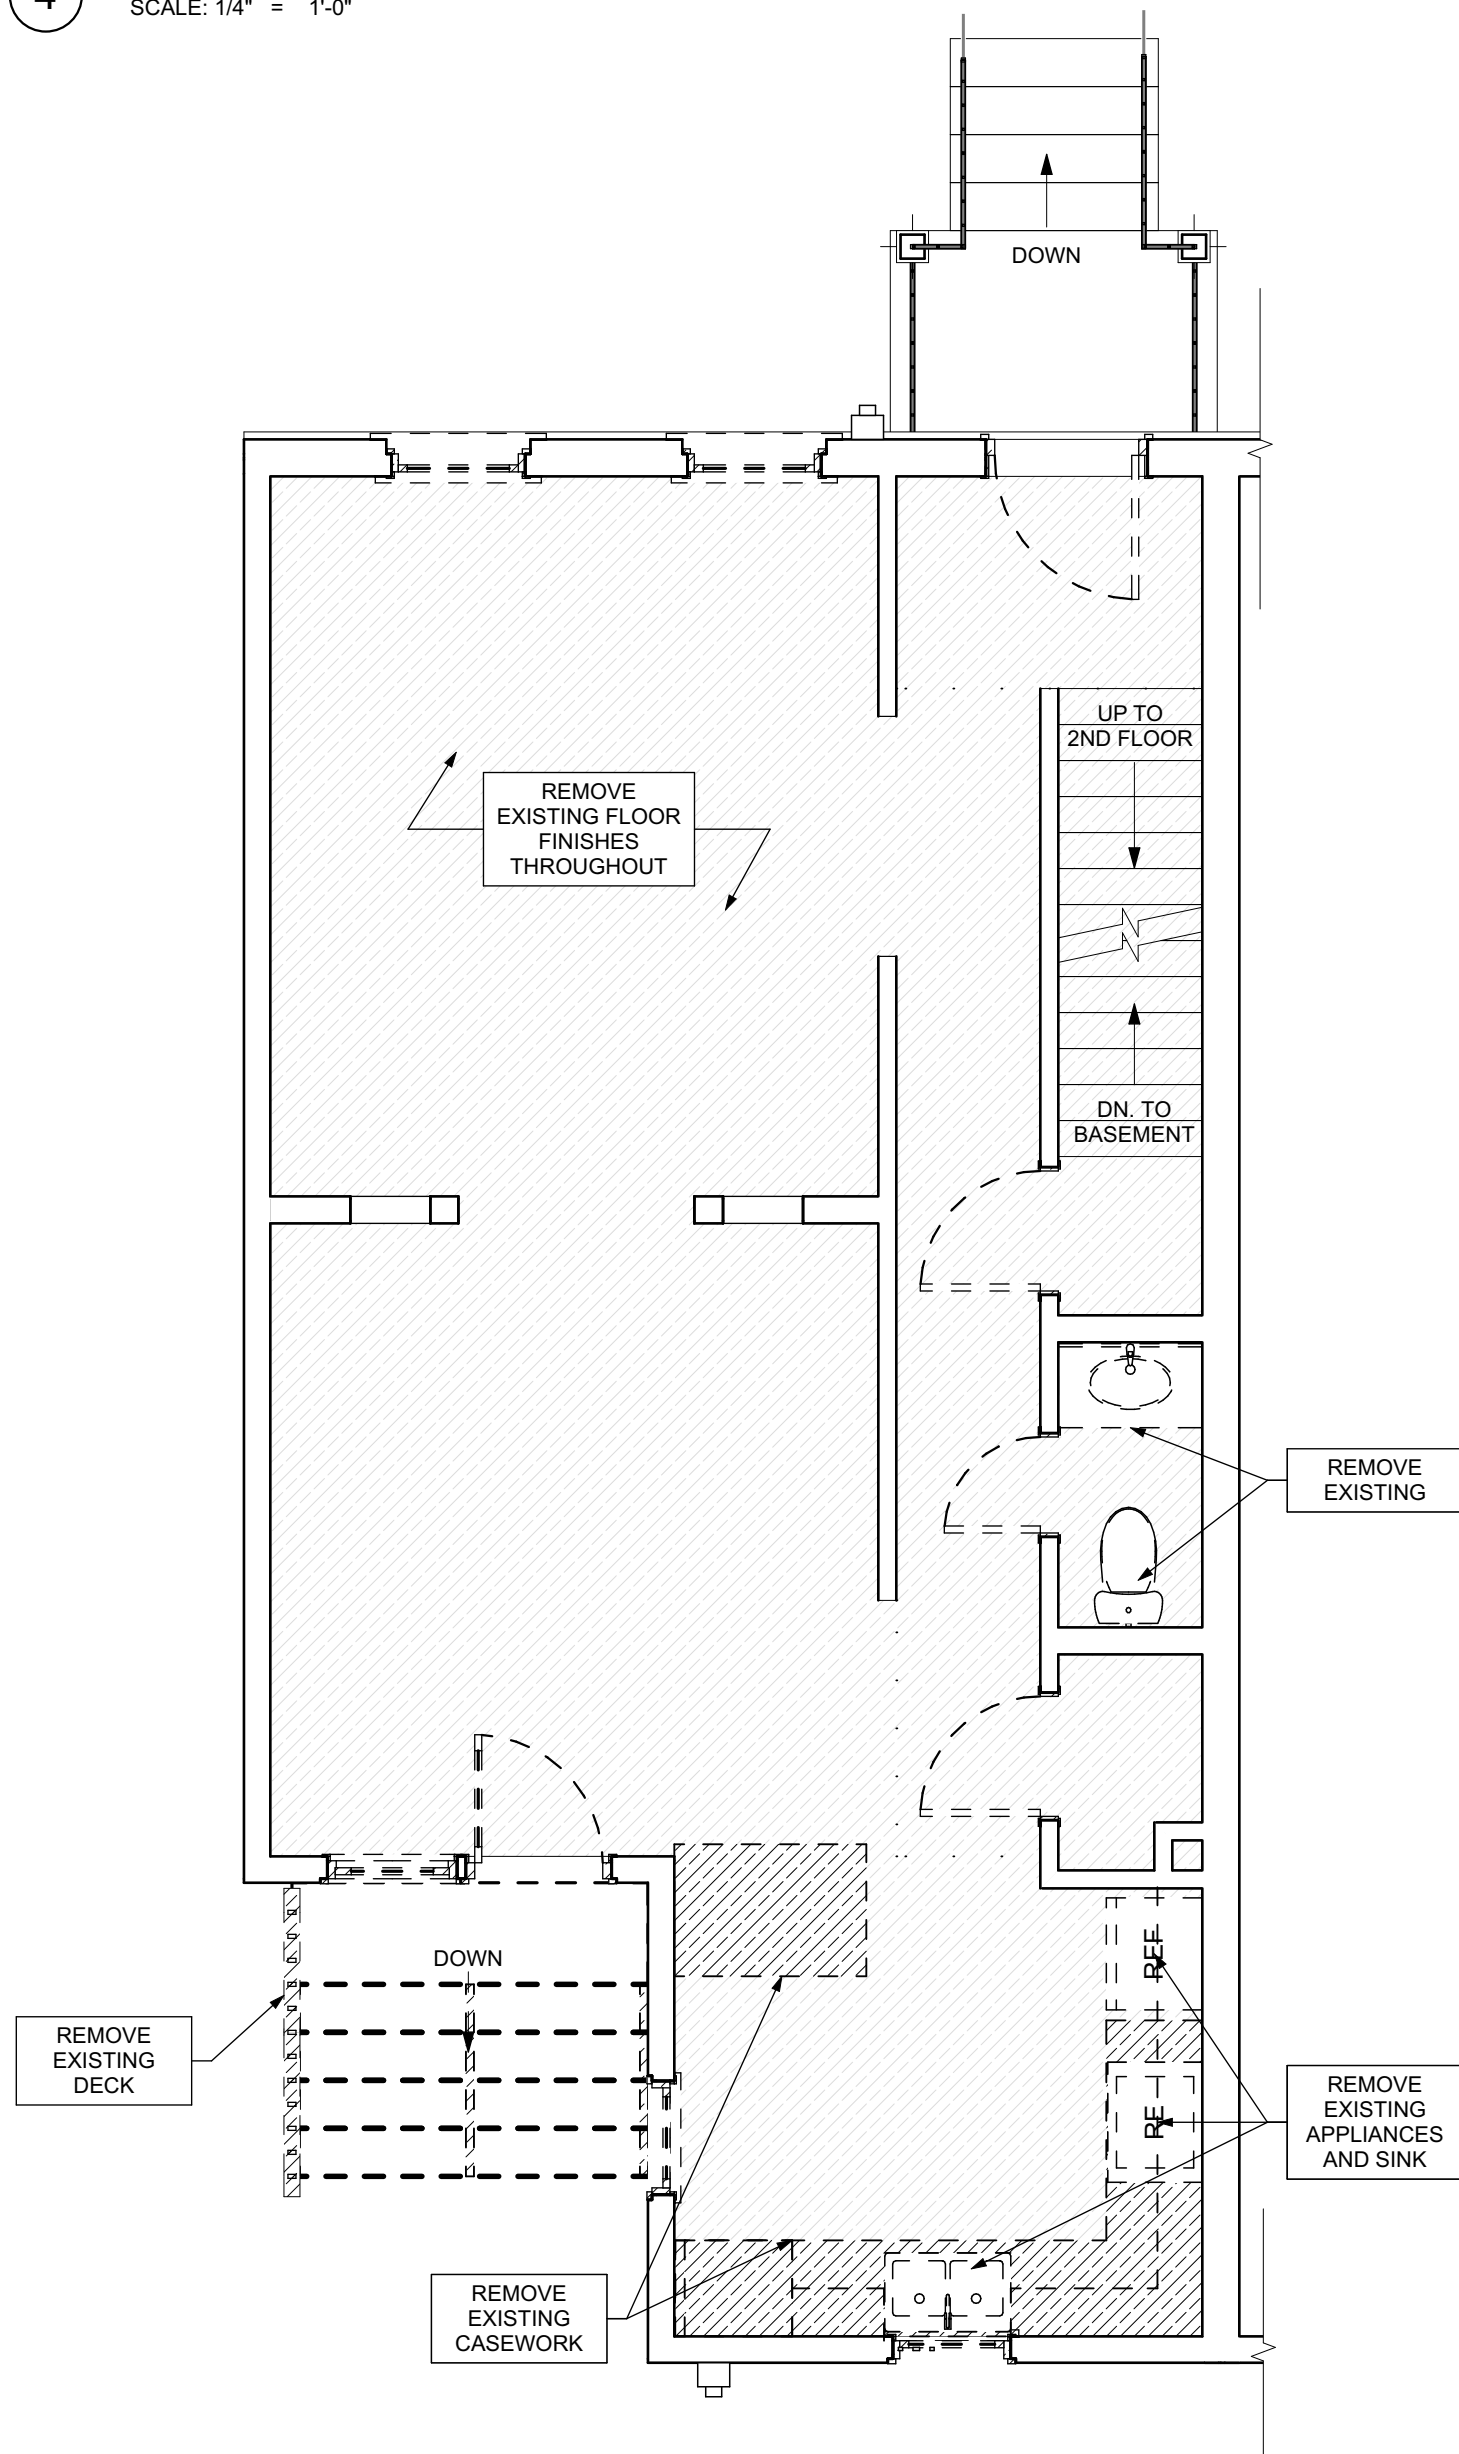 4
SCALE: 1/4" = 1'-0"
DOWN
UP TO
2ND FLOOR
REMOVE
EXISTING FLOOR
FINISHES
THROUGHOUT
DN. TO
BASEMENT
REMOVE
EXISTING
DOWN
REF
REMOVE
EXISTING
DECK
RE
REMOVE
EXISTING
APPLIANCES
AND SINK
REMOVE
EXISTING
CASEWORK